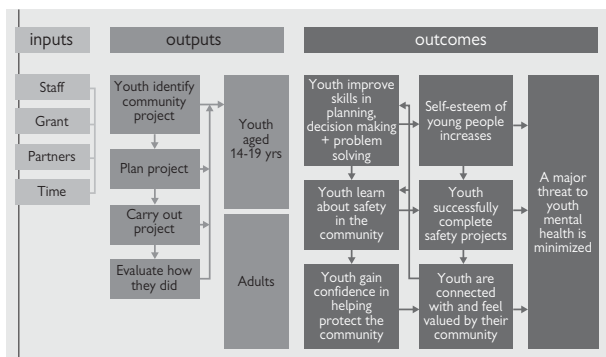 inputs
outputs
outcomes
Staff
Grant
Partners
Time
Youth identify
community
project
Plan project
Carry out
project
Evaluate how
they did
Youth
aged
14-19 yrs
Adults
Youth improve
skills in
planning,
decision making
+ problem
solving
Youth learn
about safety
in the
community
Youth gain
confidence in
helping
protect the
community
Self-esteem of
young people
increases
Youth
successfully
complete
safety projects
Youth are
connected
with and feel
valued by their
community
A major
threat to
youth
mental
health is
minimized